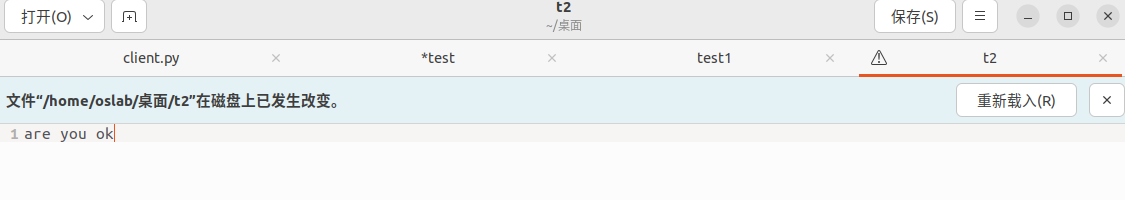 打开(O)
t2
~/桌面
保存(S)
client.py
*test
test1
t2
文件“/home/oslab/桌面/t2”在磁盘上已发生改变。
重新载入(R)
1 are you ok